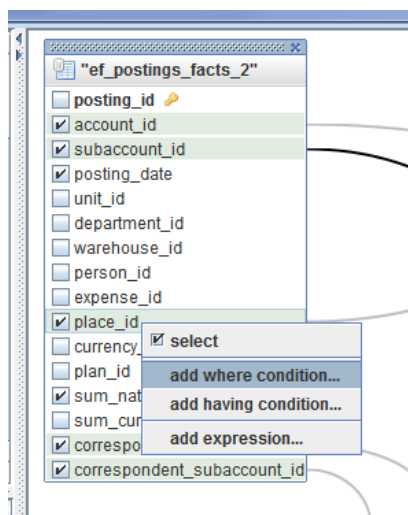 "ef_postings_facts_2"
posting_id
account_id
subaccount_id
posting_date
unit_id
department_id
warehouse_id
person_id
expense_id
place_id
select
currency_
plan_id
add where condition...
sum_nat
add having condition...
sum_cur
add expression...
correspo
correspondent_subaccount_id